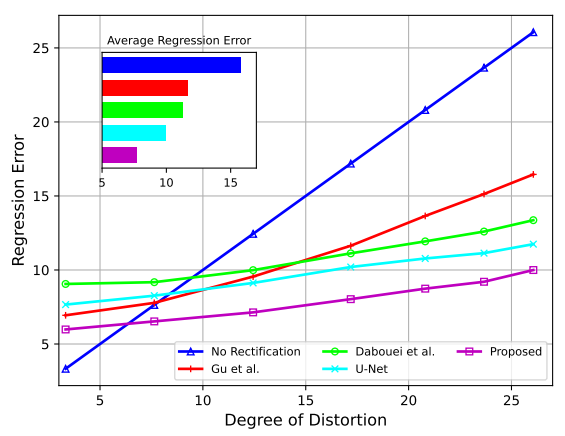 Average Regression Error
5 10 15
25
20
15
10
5
Regression Error
No Rectification
Gu et al.
Dabouei et al.
U-Net
Proposed
5 10 15 20 25
Degree of Distortion